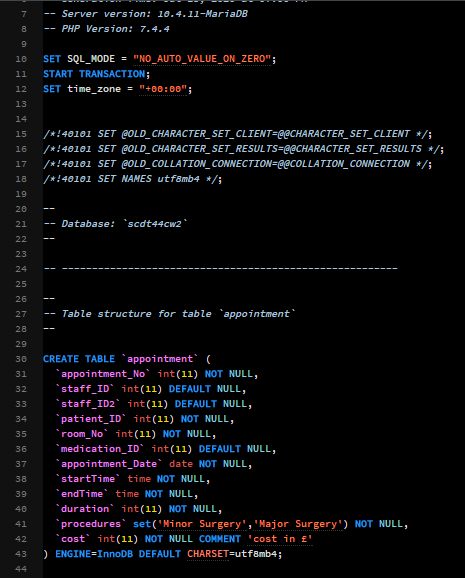 7 -- Server version: 10.4.11-MariaDB
8 -- PHP Version: 7.4.4
9
10 SET SQL_MODE = "NO_AUTO_VALUE_ON_ZERO";
11 START TRANSACTION;
12 SET time_zone = "+00:00";
13
14
15 /*!40101 SET @OLD_CHARACTER_SET_CLIENT=@@CHARACTER_SET_CLIENT */;
16 /*!40101 SET @OLD_CHARACTER_SET_RESULTS=@@CHARACTER_SET_RESULTS */;
17 /*!40101 SET @OLD_COLLATION_CONNECTION=@@COLLATION_CONNECTION */;
18 /*!40101 SET NAMES utf8mb4 */;
19
20 --
21 -- Database: `scdt44cw2`
22 --
23
24 -- --------------------------------------------------------
25
26 --
27 -- Table structure for table `appointment`
28 --
29
30 CREATE TABLE `appointment` (
31 `appointment_No` int(11) NOT NULL,
32 `staff_ID` int(11) DEFAULT NULL,
33 `staff_ID2` int(11) DEFAULT NULL,
34 `patient_ID` int(11) NOT NULL,
35 `room_No` int(11) NOT NULL,
36 `medication_ID` int(11) DEFAULT NULL,
37 `appointment_Date` date NOT NULL,
38 `startTime` time NOT NULL,
39 `endTime` time NOT NULL,
40 `duration` int(11) NOT NULL,
41 `procedures` set('Minor Surgery','Major Surgery') NOT NULL,
42 `cost` int(11) NOT NULL COMMENT 'cost in £'
43 ) ENGINE=InnoDB DEFAULT CHARSET=utf8mb4;
44